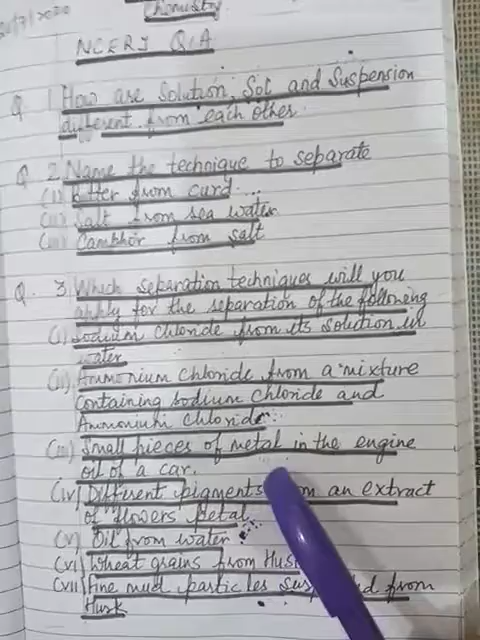 Chemistry
NCERT Q/A
Q 1. How are solution, Sol and Suspension
different from each other.
Q 2. Name the technique to separate
(i) Butter from curd...
(ii) Salt from sea water
(iii) Camphor from salt
Q. 3. Which separation techniques will you
apply for the separation of the following
(i) Sodium chloride from its solution in
water
(ii) Ammonium Chloride from a mixture
containing sodium chloride and
Ammonium chloride
(iii) Small pieces of metal in the engine
oil of a car.
(iv) Different pigments an extract
of flowers petal
(v) Oil from water
(vi) Wheat grains from
(vii) Fine mud particles from
Husk